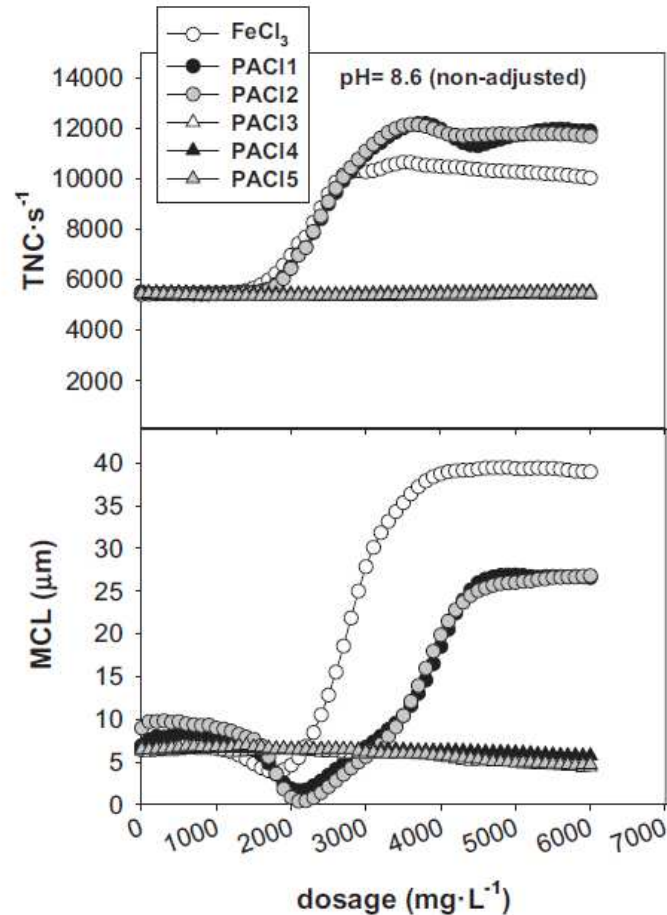 FeCl₃
PACl1
PACl2
PACl3
PACl4
PACl5
pH= 8.6 (non-adjusted)
14000
12000
10000
8000
6000
4000
2000
TNC·s⁻¹
40
35
30
25
20
15
10
5
0
MCL (μm)
0 1000 2000 3000 4000 5000 6000 7000
dosage (mg·L⁻¹)